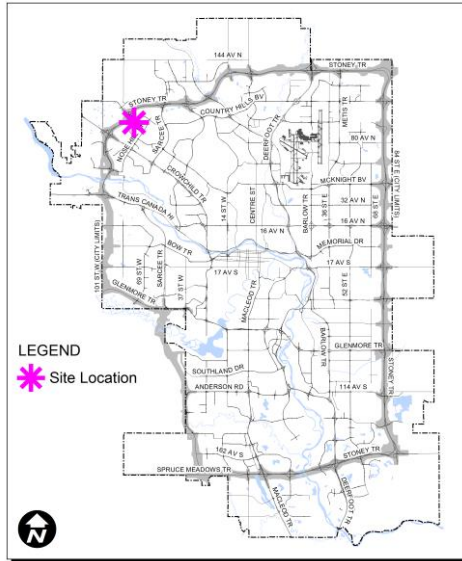 144 AV N
STONEY TR
STONEY TR
COUNTRY HILLS BV
SARCEE TR
DEERFOOT TR
METIS TR
80 AV N
84 ST E (CITY LIMITS)
CROWCHILD TR
MCKNIGHT BV
TRANS CANADA HI
14 ST W
CENTRE ST
BARLOW TR
36 ST E
32 AV N
16 AV N
68 ST E
16 AV N
101 ST W (CITY LIMITS)
BOW TR
MEMORIAL DR
69 ST W
SARCEE TR
17 AV S
17 AV S
37 ST W
MACLEOD TR
52 ST E
GLENMORE TR
BARLOW TR
GLENMORE TR
LEGEND
Site Location
SOUTHLAND DR
ANDERSON RD
114 AV S
STONEY TR
162 AV S
STONEY TR
SPRUCE MEADOWS TR
MACLEOD TR
DEERFOOT TR
N